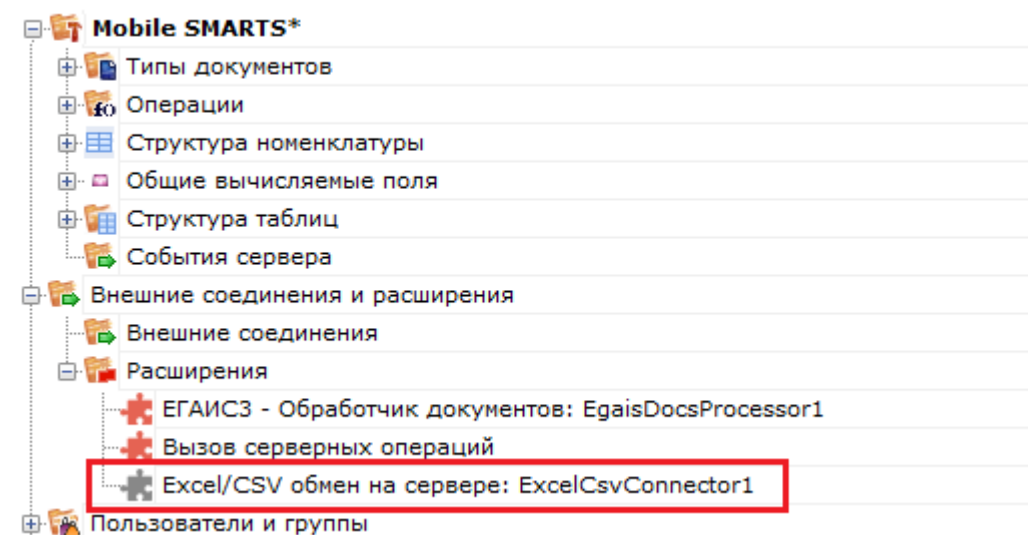 Mobile SMARTS*
Типы документов
Операции
Структура номенклатуры
Общие вычисляемые поля
Структура таблиц
События сервера
Внешние соединения и расширения
Внешние соединения
Расширения
ЕГАИС3 - Обработчик документов: EgaisDocsProcessor1
Вызов серверных операций
Excel/CSV обмен на сервере: ExcelCsvConnector1
Пользователи и группы